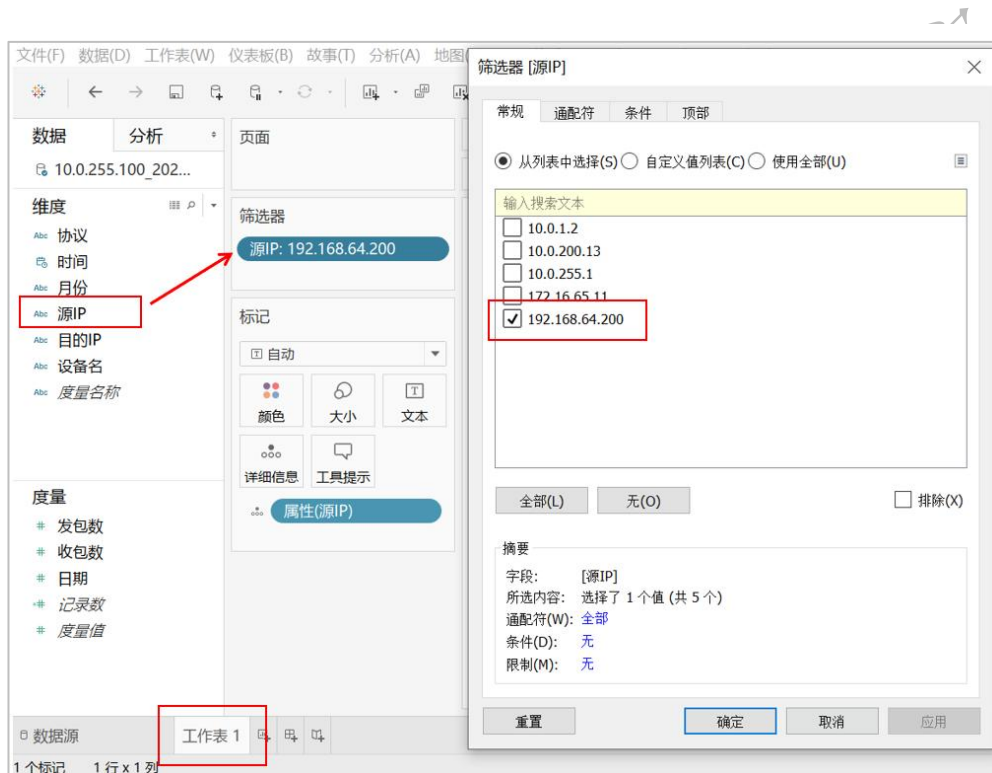 文件(F) 数据(D) 工作表(W) 仪表板(B) 故事(T) 分析(A) 地图(
数据 分析
10.0.255.100_202...
维度
Abc 协议
时间
Abc 月份
Abc 源IP
Abc 目的IP
Abc 设备名
Abc 度量名称
度量
# 发包数
# 收包数
# 日期
# 记录数
# 度量值
页面
筛选器
源IP: 192.168.64.200
标记
自动
颜色 大小 文本
详细信息 工具提示
属性(源IP)
数据源 工作表 1
1 个标记 1 行 x 1 列
筛选器 [源IP]
常规 通配符 条件 顶部
从列表中选择(S) 自定义值列表(C) 使用全部(U)
输入搜索文本
10.0.1.2
10.0.200.13
10.0.255.1
172.16.65.11
192.168.64.200
全部(L) 无(O) 排除(X)
摘要
字段: [源IP]
所选内容: 选择了 1 个值 (共 5 个)
通配符(W): 全部
条件(D): 无
限制(M): 无
重置 确定 取消 应用